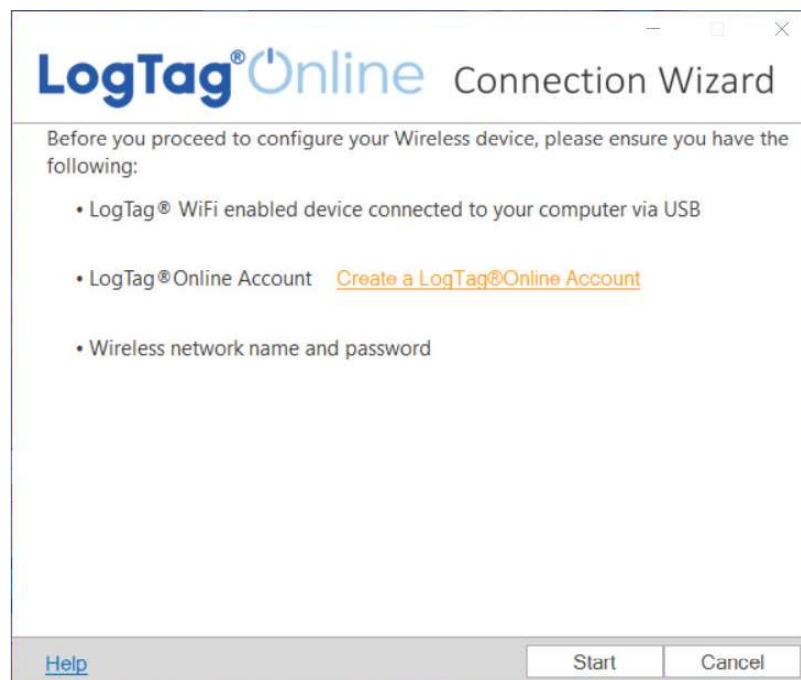 LogTag® Online Connection Wizard
Before you proceed to configure your Wireless device, please ensure you have the
following:
• LogTag® WiFi enabled device connected to your computer via USB
• LogTag®Online Account Create a LogTag®Online Account
• Wireless network name and password
Help Start Cancel